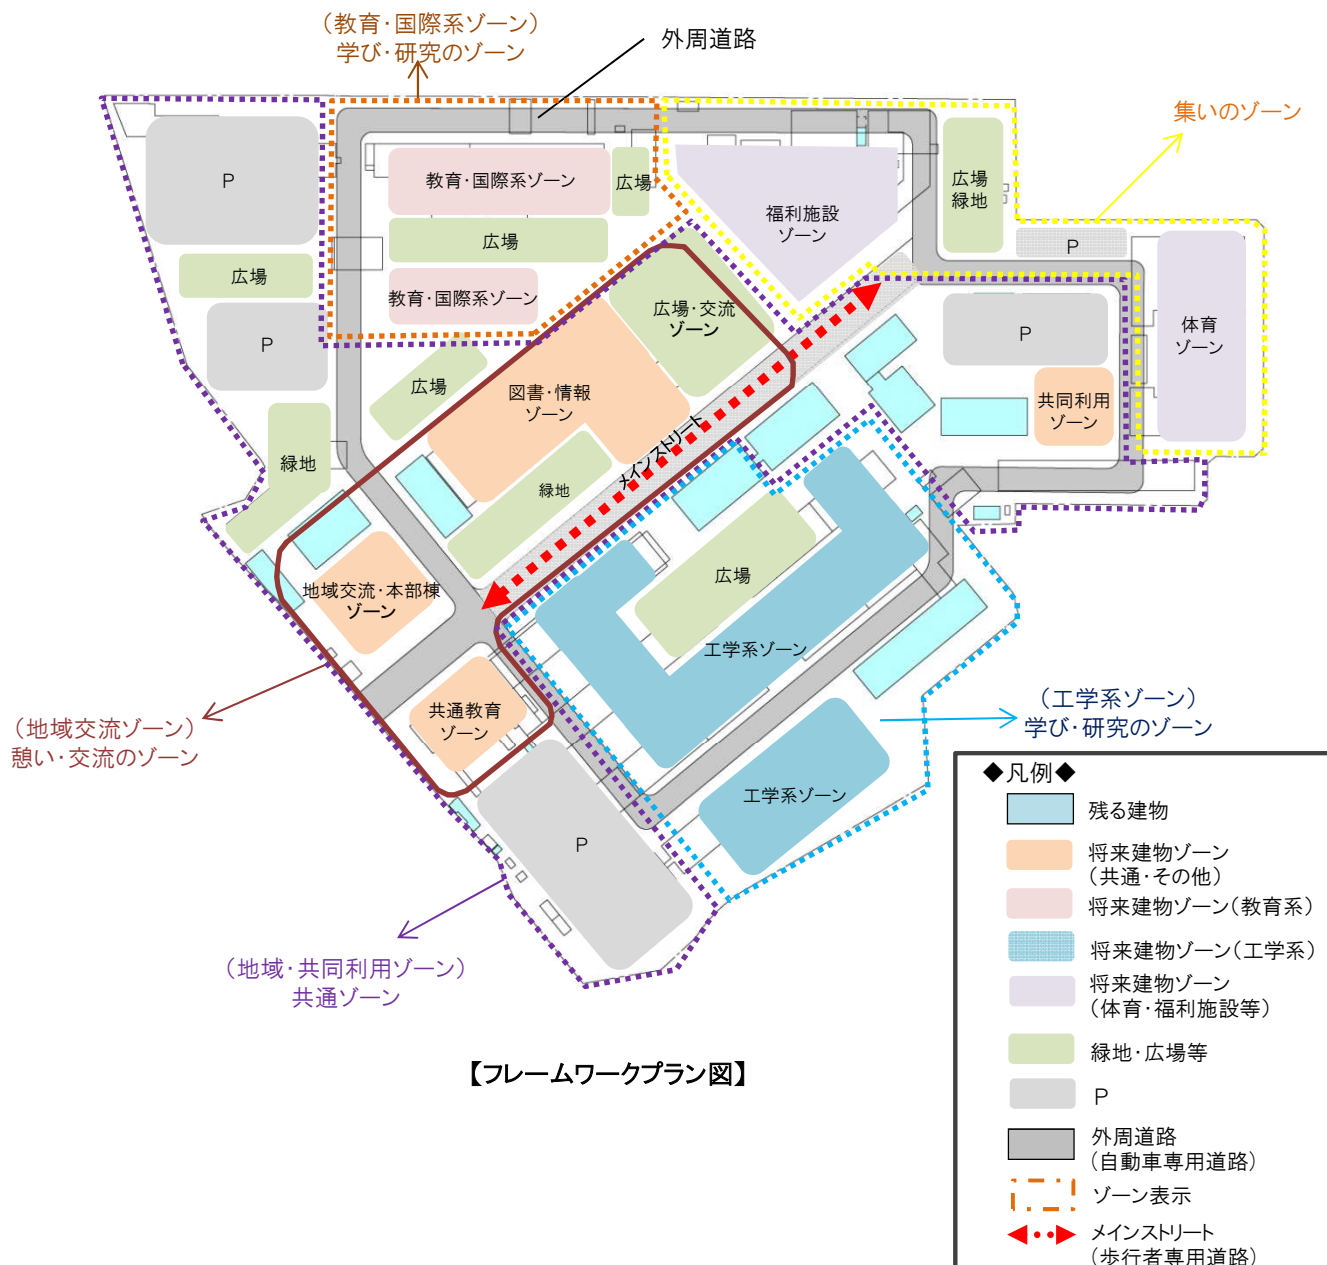 (教育・国際系ゾーン)
学び・研究のゾーン
外周道路
集いのゾーン
P
教育・国際系ゾーン
広場
福利施設
ゾーン
広場
緑地
広場
P
広場
教育・国際系ゾーン
広場・交流
ゾーン
P
P
体育
ゾーン
広場
図書・情報
ゾーン
共同利用
ゾーン
メインストリート
緑地
緑地
広場
地域交流・本部棟
ゾーン
工学系ゾーン
共通教育
ゾーン
(地域交流ゾーン)
憩い・交流のゾーン
(工学系ゾーン)
学び・研究のゾーン
工学系ゾーン
P
(地域・共同利用ゾーン)
共通ゾーン
【フレームワークプラン図】
◆凡例◆
残る建物
将来建物ゾーン
(共通・その他)
将来建物ゾーン(教育系)
将来建物ゾーン(工学系)
将来建物ゾーン
(体育・福利施設等)
緑地・広場等
P
外周道路
(自動車専用道路)
ゾーン表示
メインストリート
(歩行者専用道路)